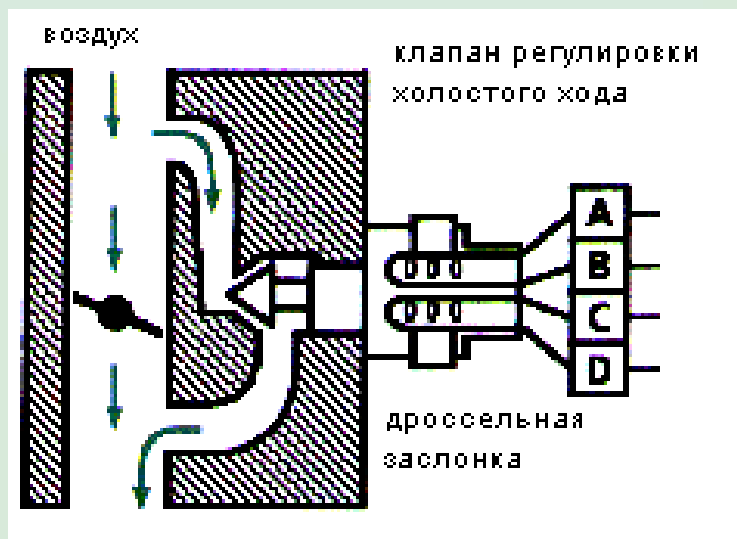 воздух
клапан регулировки
холостого хода
A
B
C
D
дроссельная
заслонка